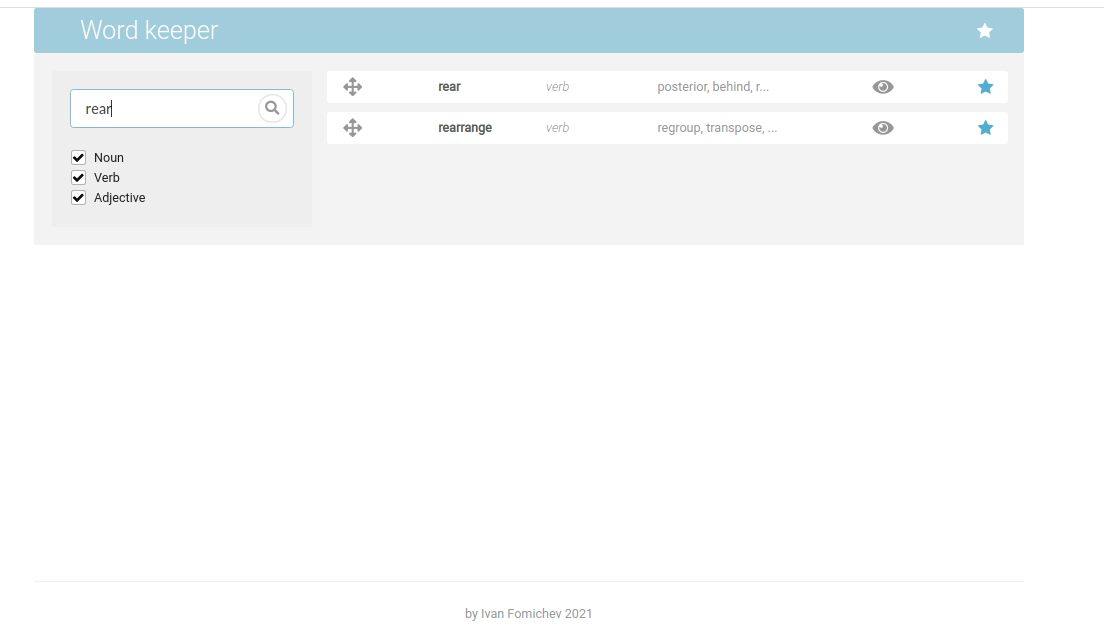 Word keeper
rear
Noun
Verb
Adjective
rear verb posterior, behind, r...
rearrange verb regroup, transpose, ...
by Ivan Fomichev 2021